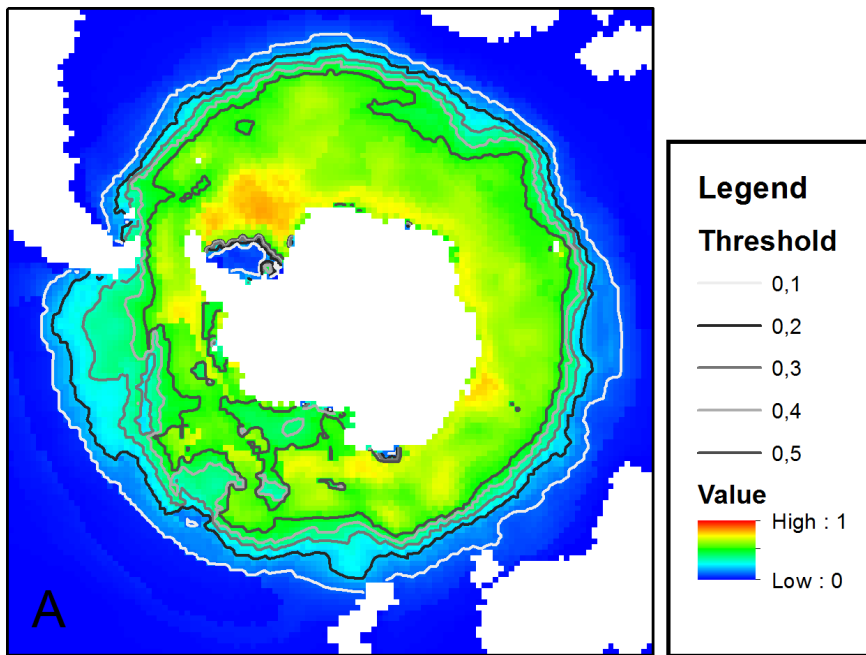 A
Legend
Threshold
0,1
0,2
0,3
0,4
0,5
Value
High : 1
Low : 0